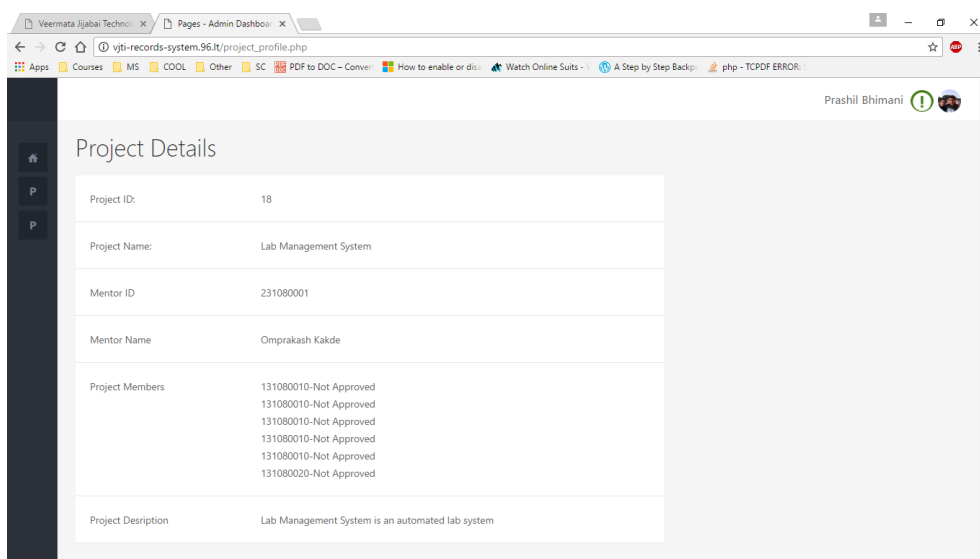 Veermata Jijabai Technol
Pages - Admin Dashboar
vjti-records-system.96.lt/project_profile.php
ABP
Apps Courses MS COOL Other SC PDF to DOC – Conver How to enable or disa Watch Online Suits - A Step by Step Backp php - TCPDF ERROR:
Prashil Bhimani
Project Details
P
P
Project ID: 18
Project Name: Lab Management System
Mentor ID 231080001
Mentor Name Omprakash Kakde
Project Members 131080010-Not Approved
131080010-Not Approved
131080010-Not Approved
131080010-Not Approved
131080010-Not Approved
131080020-Not Approved
Project Desription Lab Management System is an automated lab system